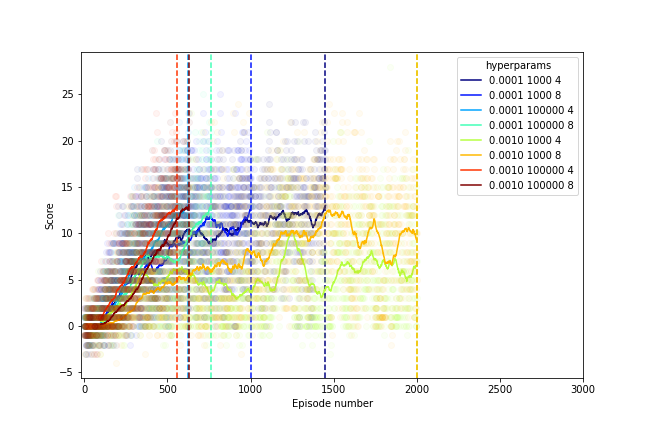 hyperparams
0.0001 1000 4
0.0001 1000 8
0.0001 100000 4
0.0001 100000 8
0.0010 1000 4
0.0010 1000 8
0.0010 100000 4
0.0010 100000 8
Score
25
20
15
10
5
0
−5
0 500 1000 1500 2000 2500 3000
Episode number